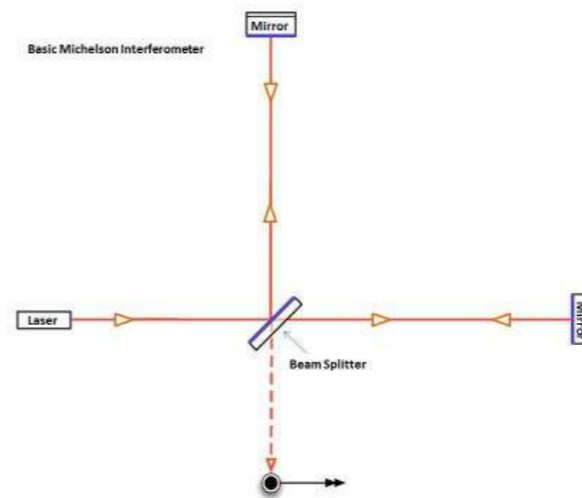 Mirror
Basic Michelson Interferometer
Laser
Mirror
Beam Splitter